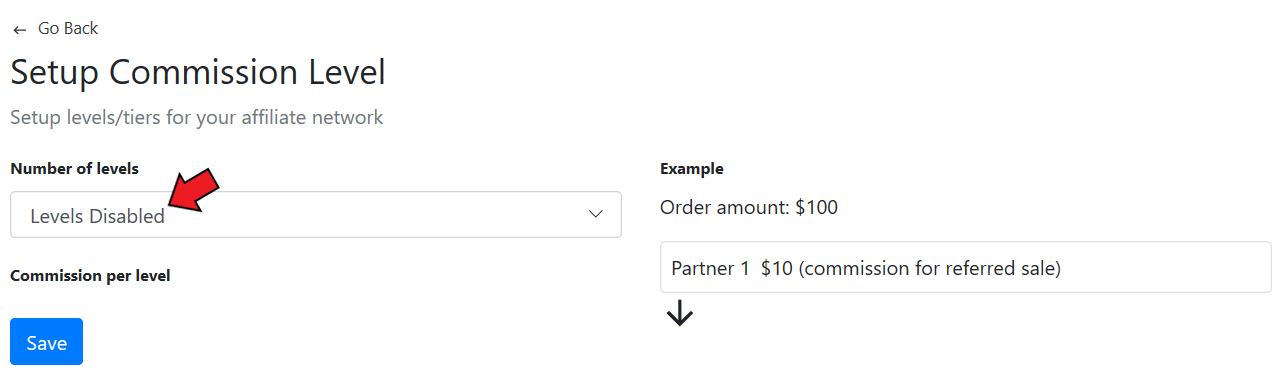 ← Go Back
Setup Commission Level
Setup levels/tiers for your affiliate network
Number of levels
Levels Disabled
Commission per level
Save
Example
Order amount: $100
Partner 1 $10 (commission for referred sale)